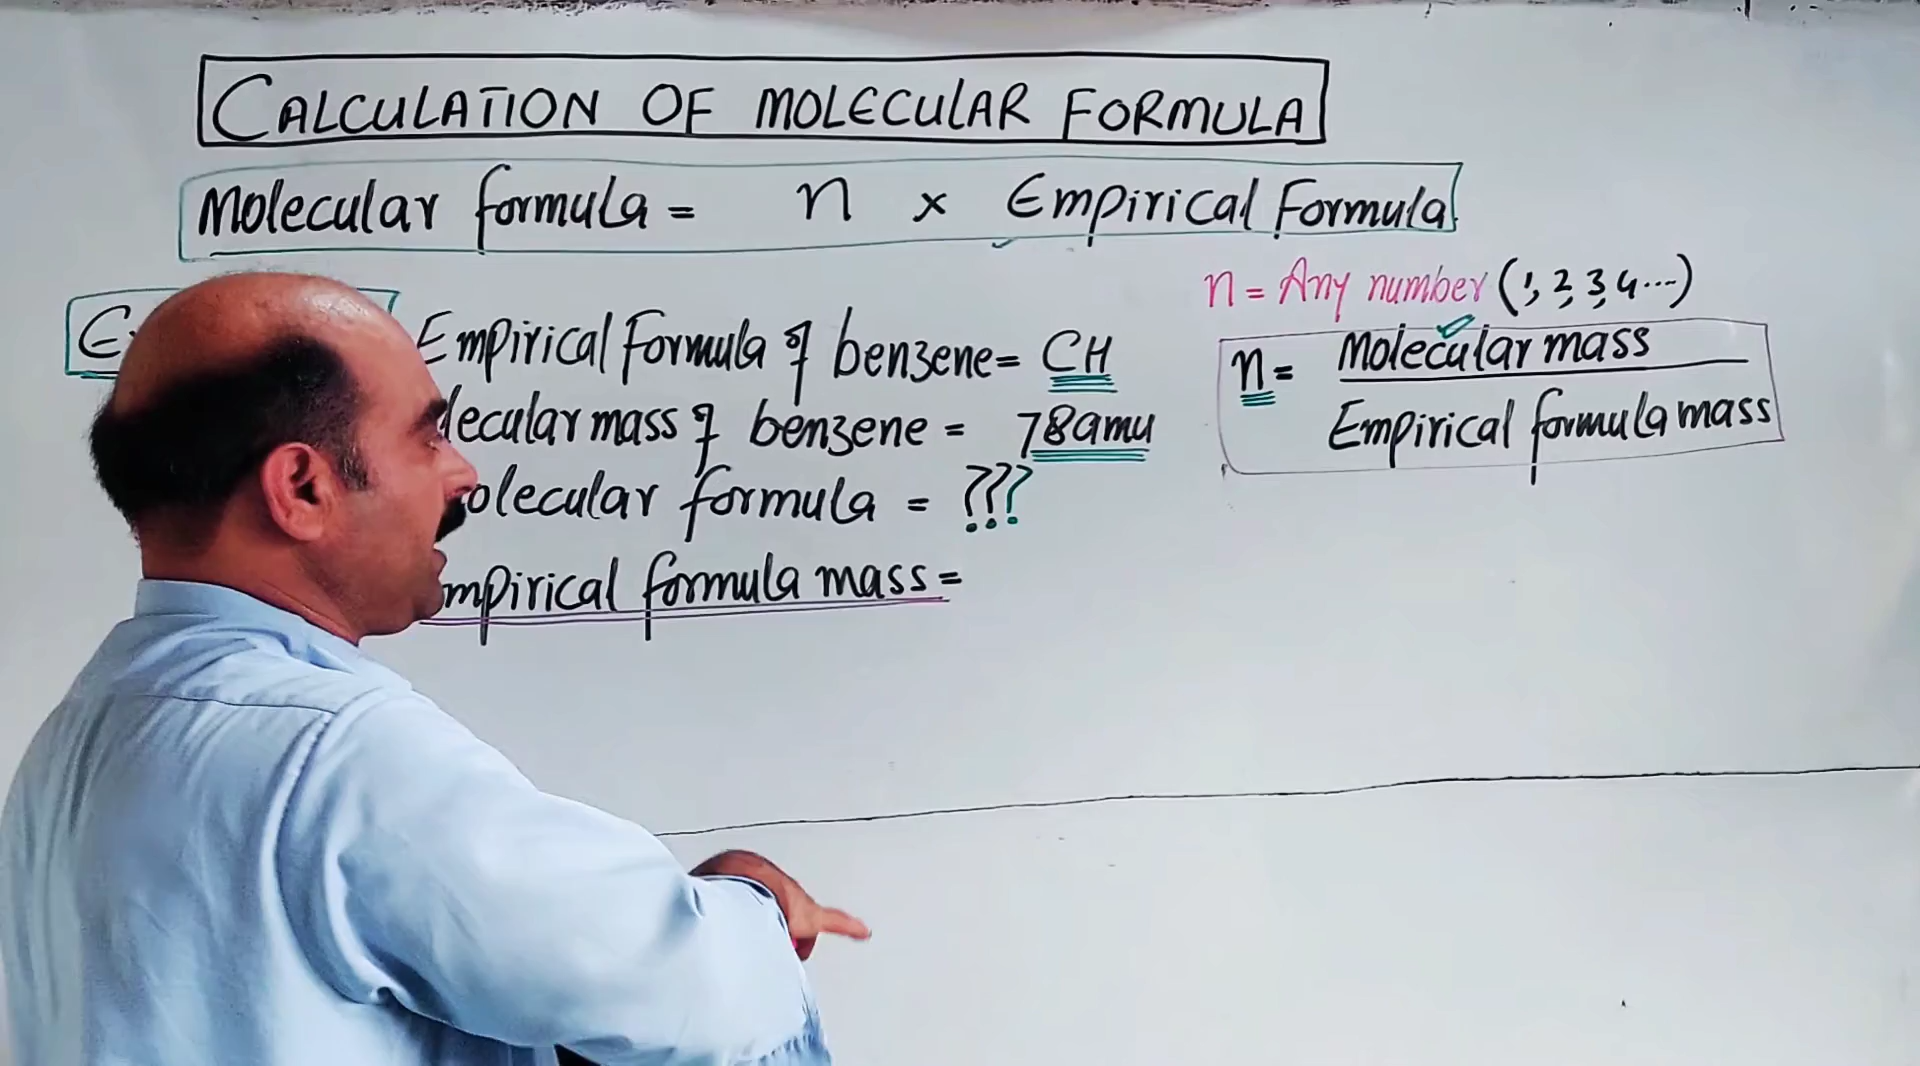 CALCULATION OF MOLECULAR FORMULA
Molecular formula = n × Empirical Formula
n = Any number (1, 2, 3, 4 ....)
Empirical Formula of benzene = CH
n = Molecular mass
Empirical formula mass
lecular mass of benzene = 78amu
olecular formula = ???
mpirical formula mass =